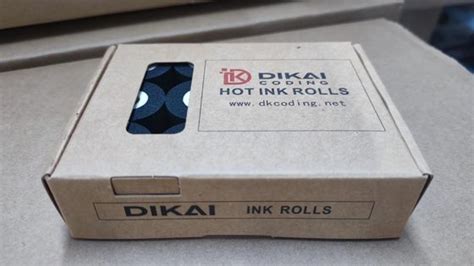 DK DIKAI
CODING
HOT INK ROLLS
www.dkcoding.net
DIKAI INK ROLLS